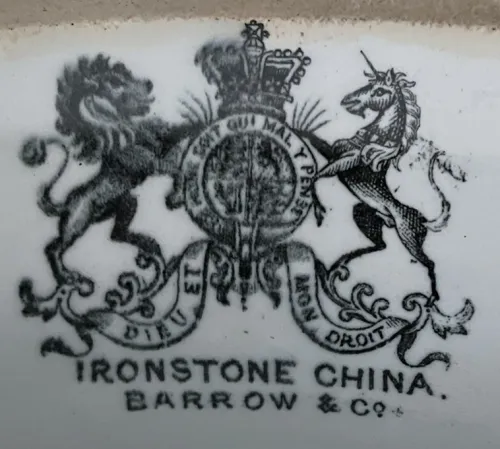 SOIT QUI MAL Y PENSE
DIEU ET MON DROIT
IRONSTONE CHINA.
BARROW & Co.